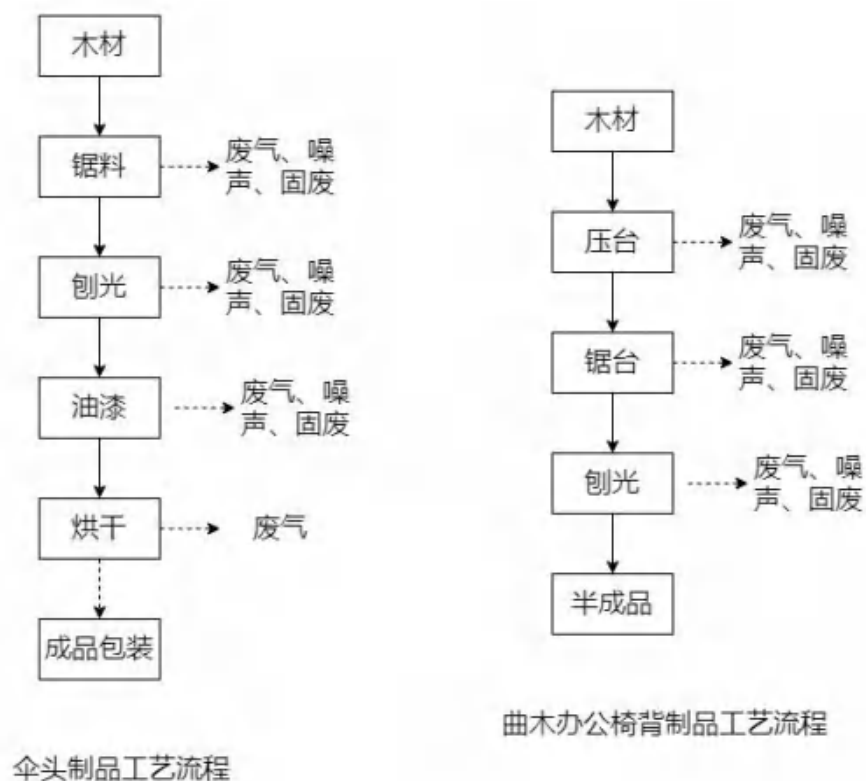 木材
锯料
废气、噪
声、固废
刨光
废气、噪
声、固废
油漆
废气、噪
声、固废
烘干
废气
成品包装
伞头制品工艺流程
木材
压台
废气、噪
声、固废
锯台
废气、噪
声、固废
刨光
废气、噪
声、固废
半成品
曲木办公椅背制品工艺流程